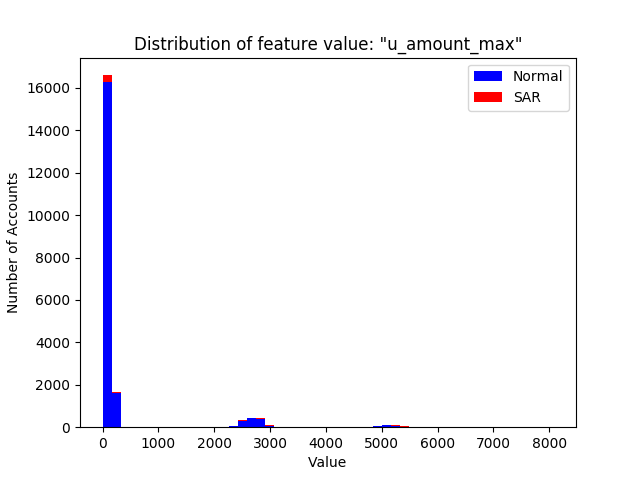 Distribution of feature value: "u_amount_max"
Normal
SAR
Number of Accounts
16000
14000
12000
10000
8000
6000
4000
2000
0
0 1000 2000 3000 4000 5000 6000 7000 8000
Value